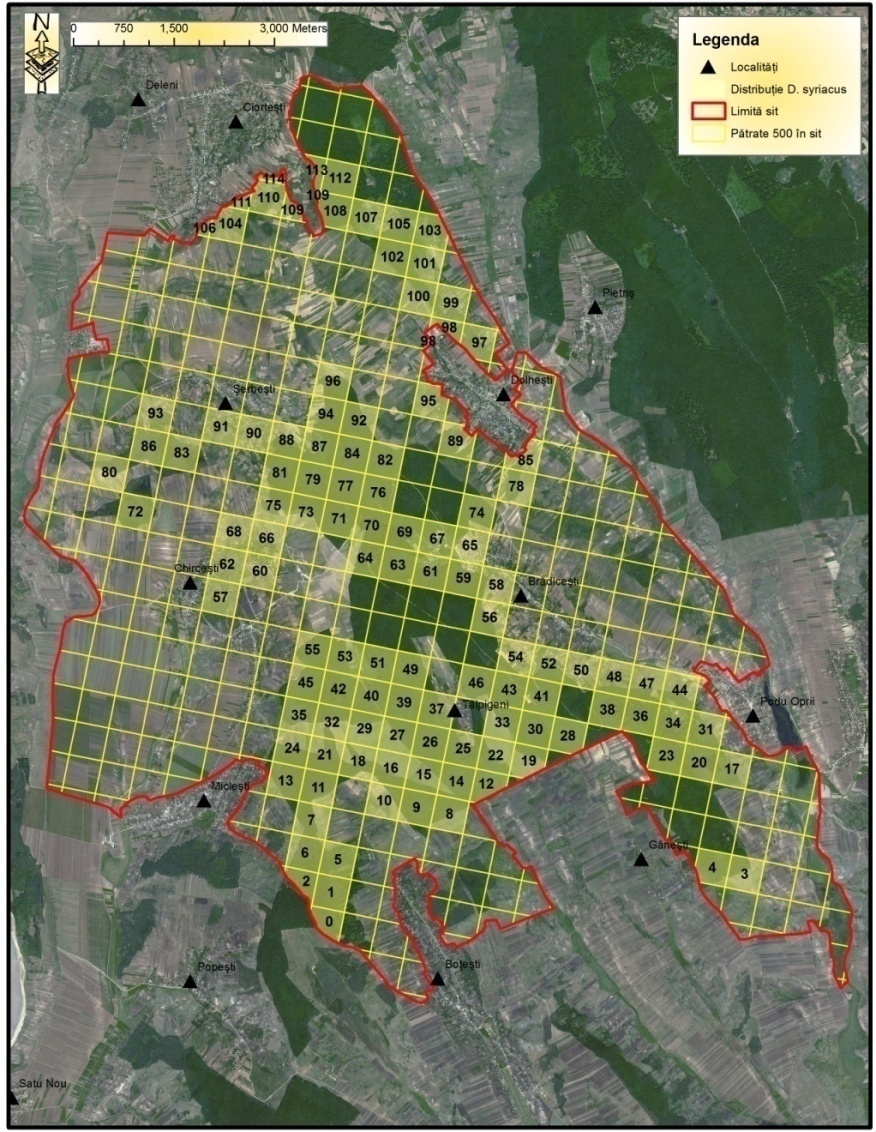 N
0 750 1,500 3,000 Meters
Legenda
Localități
Distribuție D. syriacus
Limită sit
Pătrate 500 în sit
Deleni
Ciortești
114 113 112
111 110 109 109
106 104 108 107 105 103
102 101
Pietriș
100 99
98
98 97
Dolhești
96
Șerbești 95
93 94 92
91 90 88 87 89
86 83 84 82 85
80 81 79 77 76 78
72 75 73 71 70 74
68 66 69 67 65
Chircești 62 60 64 63 61 59 58 Brădicești
57 56
55 53 51 49 54 52 50 48 47 44
45 42 40 39 37 46 43 41 38 36 34 31
Tălpigeni Podu Oprii
35 32 29 27 26 25 33 30 28 23 20 17
24 21 18 16 15 14 22 19
13 11 10 9 8 12
Miclești
7
6 5 Gănești 4 3
2 1
0
Popești Botești
Satu Nou